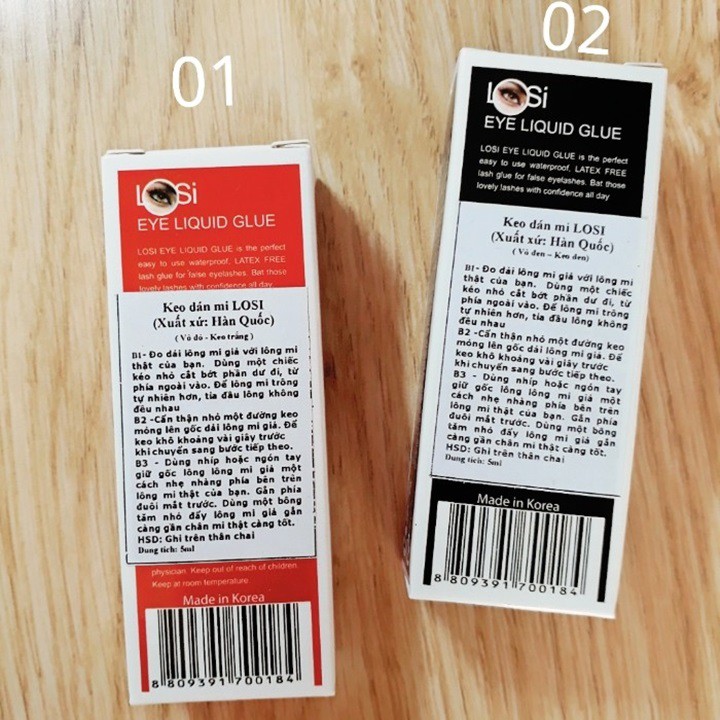 01
LOSi
EYE LIQUID GLUE
LOSI EYE LIQUID GLUE is the perfect
easy to use waterproof, LATEX FREE
lash glue for false eyelashes. Bat those
lovely lashes with confidence all day
Keo dán mi LOSI
(Xuất xứ: Hàn Quốc)
( Vỏ đỏ - Keo trắng )
B1- Đo dải lông mi giả với lông mi
thật của bạn. Dùng một chiếc
kéo nhỏ cắt bớt phần dư đi, từ
phía ngoài vào. Để lông mi trông
tự nhiên hơn, tỉa đầu lông không
đều nhau
B2 -Cẩn thận nhỏ một đường keo
mỏng lên gốc dải lông mi giả. Để
keo khô khoảng vài giây trước
khi chuyển sang bước tiếp theo.
B3 - Dùng nhíp hoặc ngón tay
giữ gốc lông lông mi giả một
cách nhẹ nhàng phía bên trên
lông mi thật của bạn. Gắn phía
đuôi mắt trước. Dùng một bông
tăm nhỏ đẩy lông mi giả gắn
càng gần chân mi thật càng tốt.
HSD: Ghi trên thân chai
Dung tích: 5ml
physician. Keep out of reach of children.
Keep at room temperature
Made in Korea
8 809391 700184
02
LOSi
EYE LIQUID GLUE
LOSI EYE LIQUID GLUE is the perfect
easy to use waterproof, LATEX FREE
lash glue for false eyelashes. Bat those
lovely lashes with confidence all day
Keo dán mi LOSI
(Xuất xứ: Hàn Quốc)
( Vỏ đen – Keo đen)
B1- Đo dải lông mi giả với lông mi
thật của bạn. Dùng một chiếc
kéo nhỏ cắt bớt phần dư đi, từ
phía ngoài vào. Để lông mi trông
tự nhiên hơn, tỉa đầu lông không
đều nhau
B2 -Cẩn thận nhỏ một đường keo
mỏng lên gốc dải lông mi giả. Để
keo khô khoảng vài giây trước
khi chuyển sang bước tiếp theo.
B3 - Dùng nhíp hoặc ngón tay
giữ gốc lông lông mi giả một
cách nhẹ nhàng phía bên trên
lông mi thật của bạn. Gắn phía
đuôi mắt trước. Dùng một bông
tăm nhỏ đẩy lông mi giả gắn
càng gần chân mi thật càng tốt.
HSD: Ghi trên thân chai
Dung tích: 5ml
Made in Korea
8 809391 700184